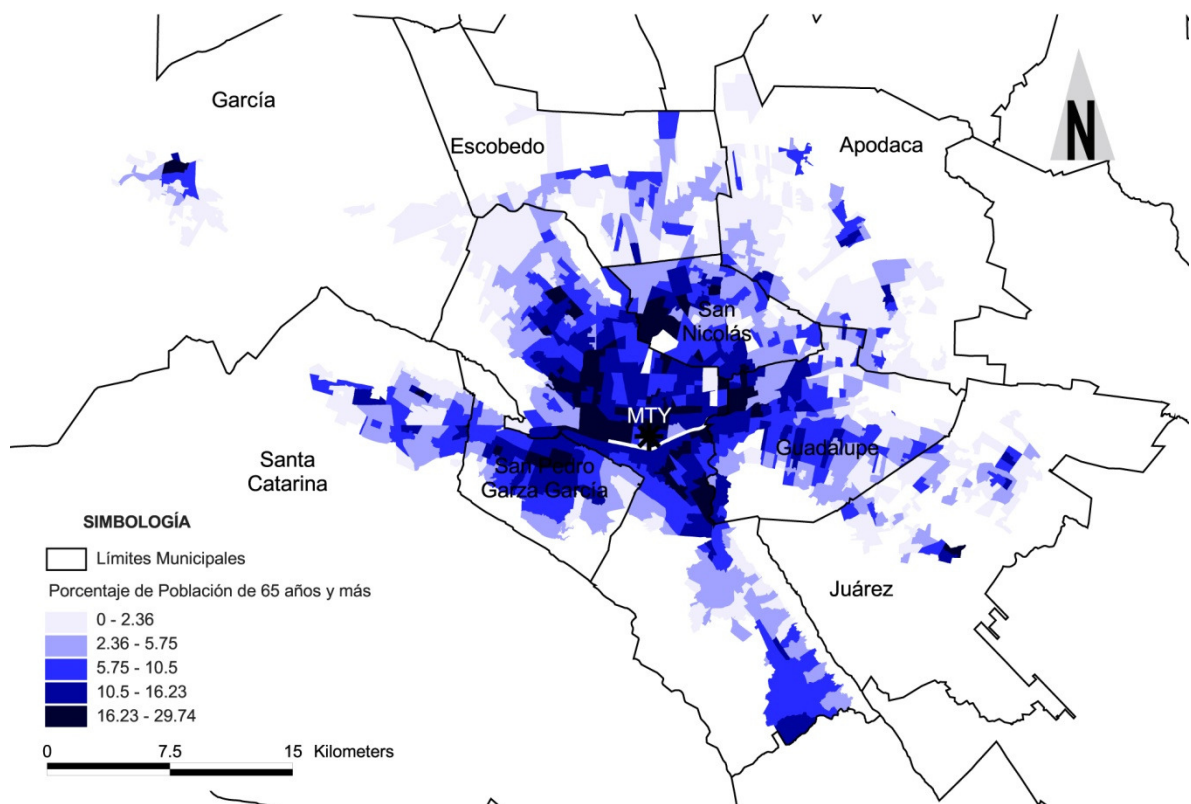 García
Escobedo
Apodaca
N
San
Nicolás
MTY
Guadalupe
San Pedro
Garza García
Santa
Catarina
Juárez
SIMBOLOGÍA
Límites Municipales
Porcentaje de Población de 65 años y más
0 - 2.36
2.36 - 5.75
5.75 - 10.5
10.5 - 16.23
16.23 - 29.74
0 7.5 15 Kilometers